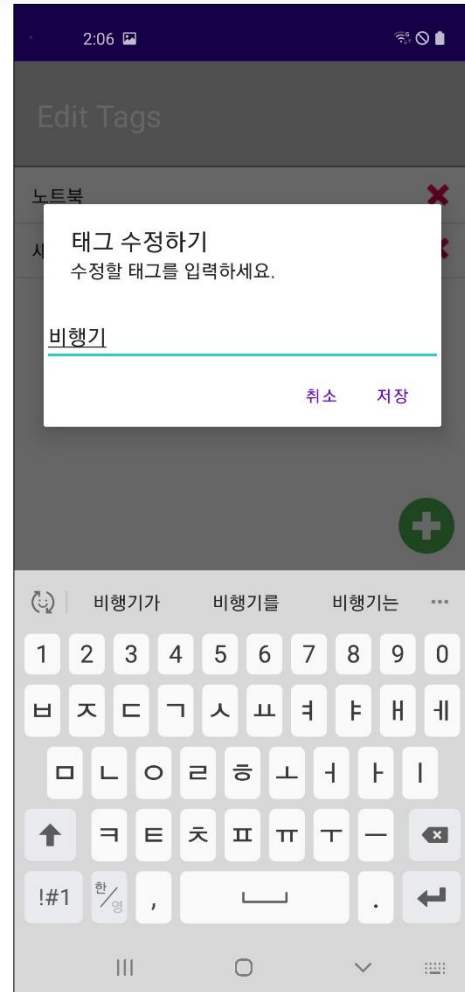 2:06
Edit Tags
노트북
태그 수정하기
수정할 태그를 입력하세요.
비행기
취소 저장
비행기가 비행기를 비행기는
1 2 3 4 5 6 7 8 9 0
ㅂ ㅈ ㄷ ㄱ ㅅ ㅛ ㅕ ㅑ ㅐ ㅔ
ㅁ ㄴ ㅇ ㄹ ㅎ ㅗ ㅓ ㅏ ㅣ
ㅋ ㅌ ㅊ ㅍ ㅠ ㅜ ㅡ
!#1 한/영 , .